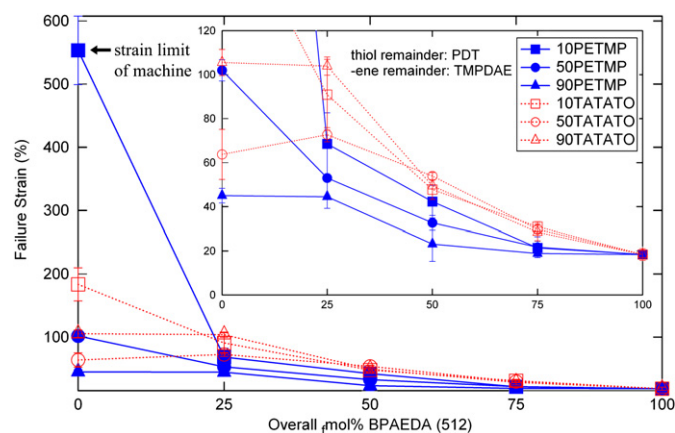 600
500
400
300
200
100
Failure Strain (%)
strain limit
of machine
120
100
80
60
40
20
0
thiol remainder: PDT
-ene remainder: TMPDAE
10PETMP
50PETMP
90PETMP
10TATATO
50TATATO
90TATATO
0 25 50 75 100
0 25 50 75 100
Overall fmol% BPAEDA (512)